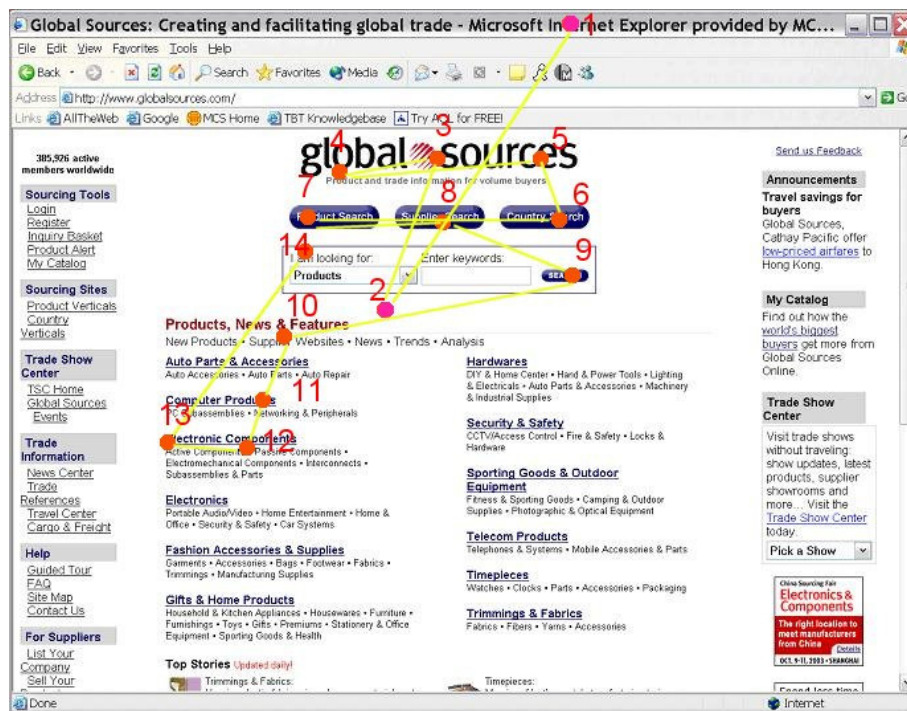 Global Sources: Creating and facilitating global trade - Microsoft Internet Explorer provided by MC...
1
File Edit View Favorites Tools Help
Back Search Favorites Media
Address http://www.globalsources.com/ Go
Links AllTheWeb Google MCS Home TBT Knowledgebase Try AOL for FREE!
385,926 active
members worldwide
Sourcing Tools
Login
Register
Inquiry Basket
Product Alert
My Catalog
Sourcing Sites
Product Verticals
Country
Verticals
Trade Show
Center
TSC Home
Global Sources
Events
Trade
Information
News Center
Trade
References
Travel Center
Cargo & Freight
Help
Guided Tour
FAQ
Site Map
Contact Us
For Suppliers
List Your
Company
Sell Your
4 3 5
global sources
Product and trade information for volume buyers
7 8 6
Product Search Supplier Search Country Search
14
I am looking for: Enter keywords: 9
Products SEARCH
2
10
Products, News & Features
New Products • Supplier Websites • News • Trends • Analysis
Auto Parts & Accessories
Auto Accessories • Auto Parts • Auto Repair
11
Computer Products
PC Subassemblies • Networking & Peripherals
13 12
Electronic Components
Active Components • Passive Components •
Electromechanical Components • Interconnects •
Subassemblies & Parts
Electronics
Portable Audio/Video • Home Entertainment • Home &
Office • Security & Safety • Car Systems
Fashion Accessories & Supplies
Garments • Accessories • Bags • Footwear • Fabrics •
Trimmings • Manufacturing Supplies
Gifts & Home Products
Household & Kitchen Appliances • Housewares • Furniture •
Furnishings • Toys • Gifts • Premiums • Stationery & Office
Equipment • Sporting Goods & Health
Hardwares
DIY & Home Center • Hand & Power Tools • Lighting
& Electricals • Auto Parts & Accessories • Machinery
& Industrial Supplies
Security & Safety
CCTV/Access Control • Fire & Safety • Locks &
Hardware
Sporting Goods & Outdoor
Equipment
Fitness & Sporting Goods • Camping & Outdoor
Supplies • Photographic & Optical Equipment
Telecom Products
Telephones & Systems • Mobile Accessories & Parts
Timepieces
Watches • Clocks • Parts • Accessories • Packaging
Trimmings & Fabrics
Fabrics • Fibers • Yarns • Accessories
Top Stories Updated daily!
Trimmings & Fabrics:
Timepieces:
Send us Feedback
Announcements
Travel savings for
buyers
Global Sources,
Cathay Pacific offer
low-priced airfares to
Hong Kong.
My Catalog
Find out how the
world's biggest
buyers get more from
Global Sources
Online.
Trade Show
Center
Visit trade shows
without traveling:
show updates, latest
products, supplier
showrooms and
more... Visit the
Trade Show Center
today.
Pick a Show
China Sourcing Fair
Electronics &
Components
The right location to
meet manufacturers
from China
Details
OCT. 9-11, 2003 • SHANGHAI
Spend less time
Done Internet